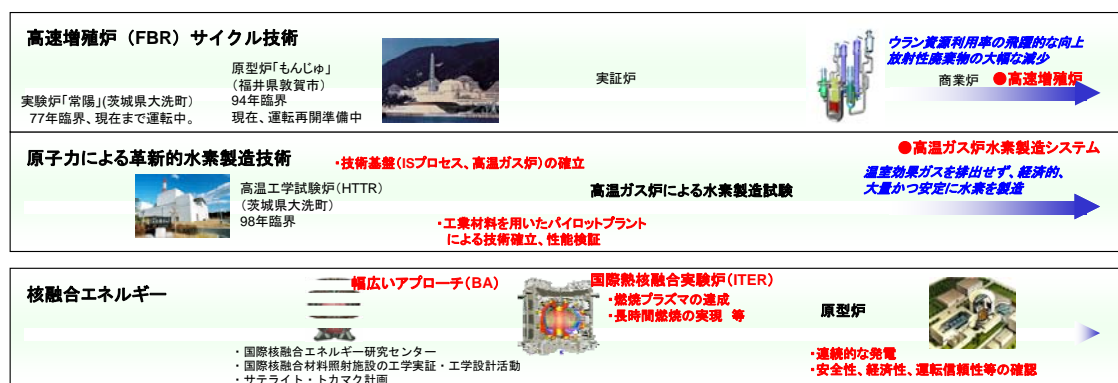 高速増殖炉（FBR）サイクル技術
実験炉「常陽」(茨城県大洗町)
77年臨界、現在まで運転中。
原型炉「もんじゅ」
(福井県敦賀市)
94年臨界
現在、運転再開準備中
実証炉
ウラン資源利用率の飛躍的な向上
放射性廃棄物の大幅な減少
商業炉
●高速増殖炉
原子力による革新的水素製造技術
・技術基盤(ISプロセス、高温ガス炉)の確立
高温工学試験炉(HTTR)
(茨城県大洗町)
98年臨界
・工業材料を用いたパイロットプラント
による技術確立、性能検証
高温ガス炉による水素製造試験
●高温ガス炉水素製造システム
温室効果ガスを排出せず、経済的、
大量かつ安定に水素を製造
核融合エネルギー
幅広いアプローチ(BA)
・国際核融合エネルギー研究センター
・国際核融合材料照射施設の工学実証・工学設計活動
・サテライト・トカマク計画
国際熱核融合実験炉(ITER)
・燃焼プラズマの達成
・長時間燃焼の実現 等
原型炉
・連続的な発電
・安全性、経済性、運転信頼性等の確認